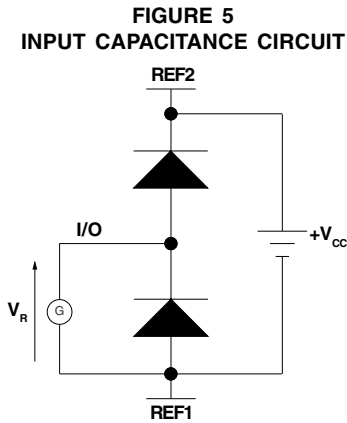 FIGURE 5
INPUT CAPACITANCE CIRCUIT
REF2
I/O
+VCC
VR
G
REF1